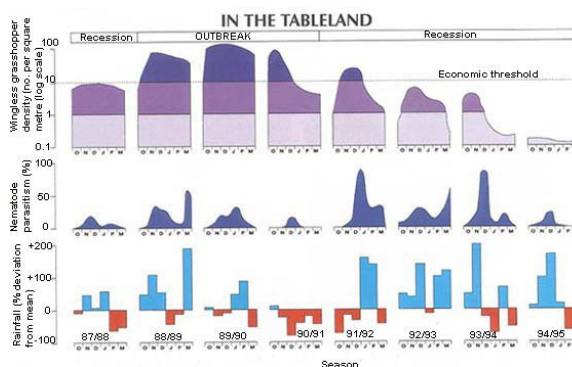 IN THE TABLELAND
Recession
OUTBREAK
Recession
Wingless grasshopper
density (no. per square
metre (log scale)
100
10
1
0.1
Economic threshold
O N D J F M
O N D J F M
O N D J F M
O N D J F M
O N D J F M
O N D J F M
O N D J F M
O N D J F M
Nematode
parasitism (%)
100
50
0
O N D J F M
O N D J F M
O N D J F M
O N D J F M
O N D J F M
O N D J F M
O N D J F M
O N D J F M
Rainfall (% deviation
from mean)
+200
+100
0
-100
87/88
88/89
89/90
90/91
91/92
92/93
93/94
94/95
O N D J F M
O N D J F M
O N D J F M
O N D J F M
O N D J F M
O N D J F M
O N D J F M
O N D J F M
Season